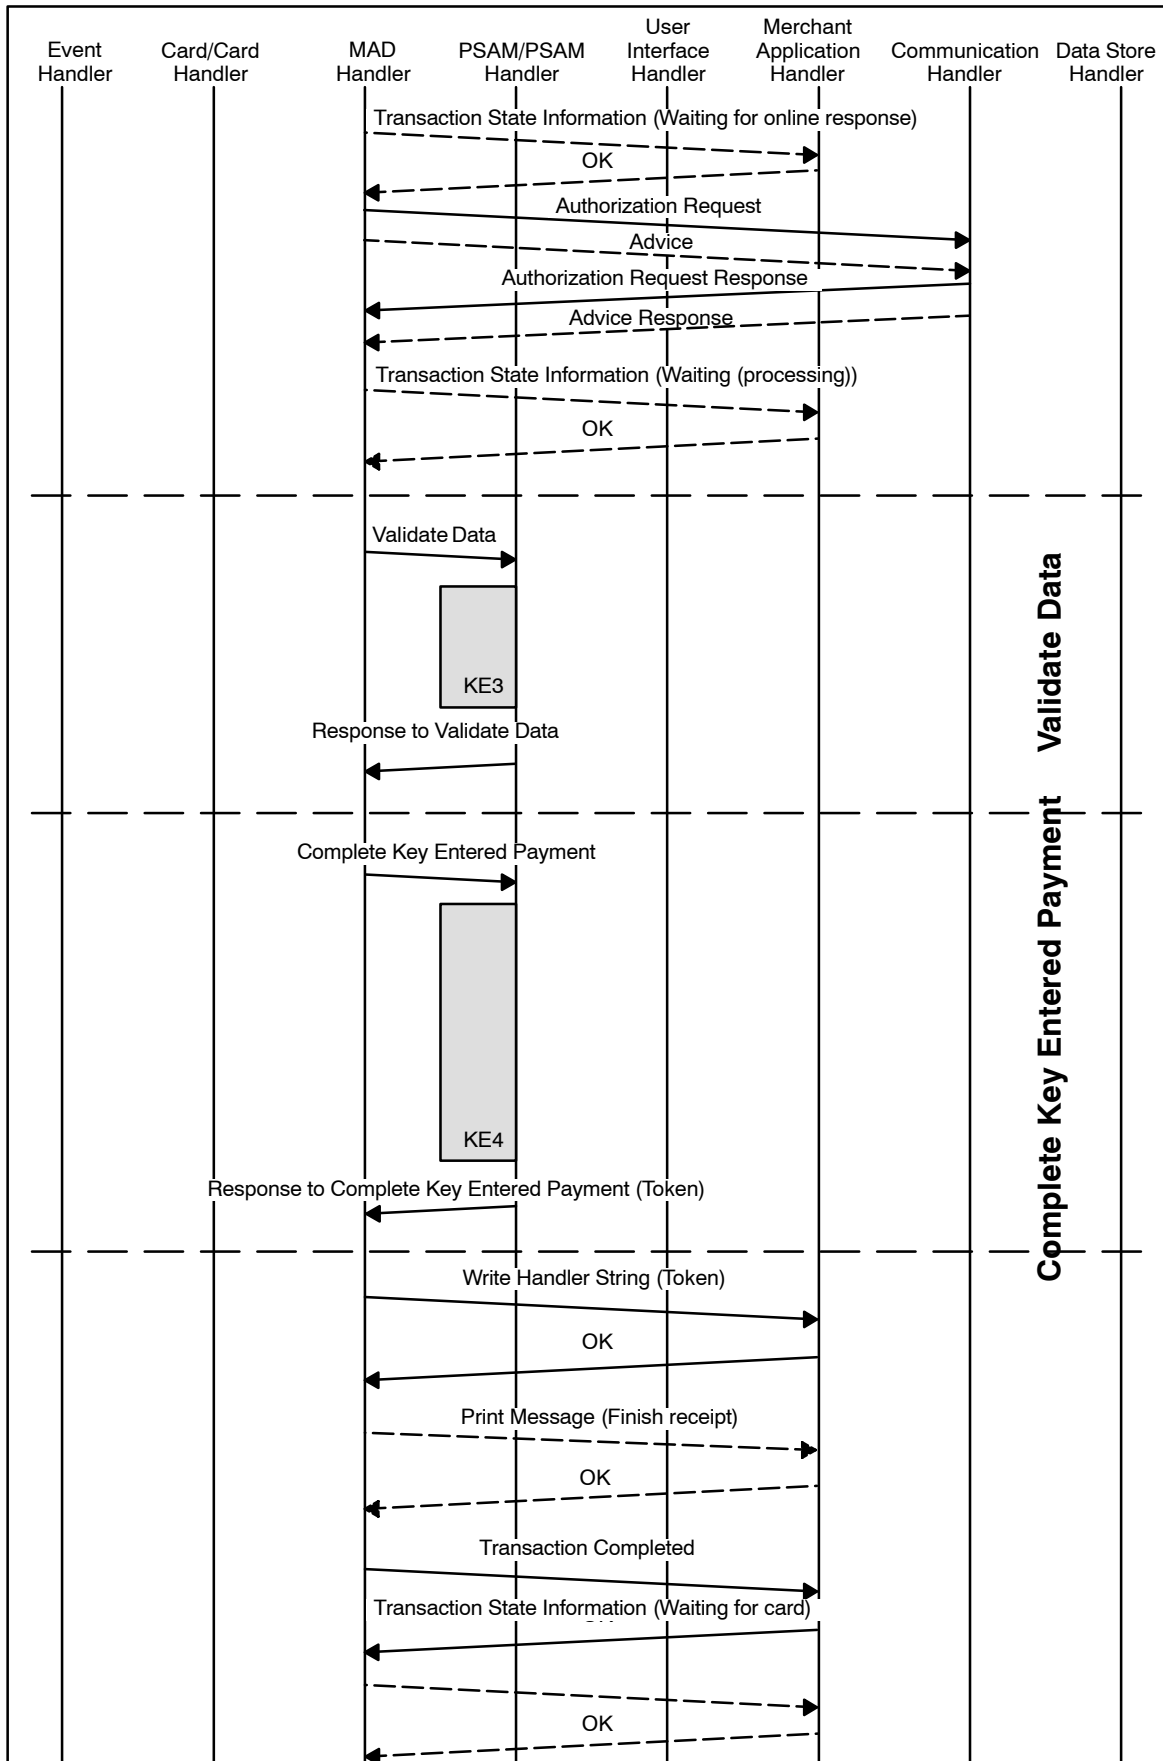 Event
Handler
Card/Card
Handler
MAD
Handler
PSAM/PSAM
Handler
User
Interface
Handler
Merchant
Application
Handler
Communication
Handler
Data Store
Handler
Transaction State Information (Waiting for online response)
OK
Authorization Request
Advice
Authorization Request Response
Advice Response
Transaction State Information (Waiting (processing))
OK
Validate Data
KE3
Response to Validate Data
Validate Data
Complete Key Entered Payment
KE4
Response to Complete Key Entered Payment (Token)
Complete Key Entered Payment
Write Handler String (Token)
OK
Print Message (Finish receipt)
OK
Transaction Completed
Transaction State Information (Waiting for card)
OK